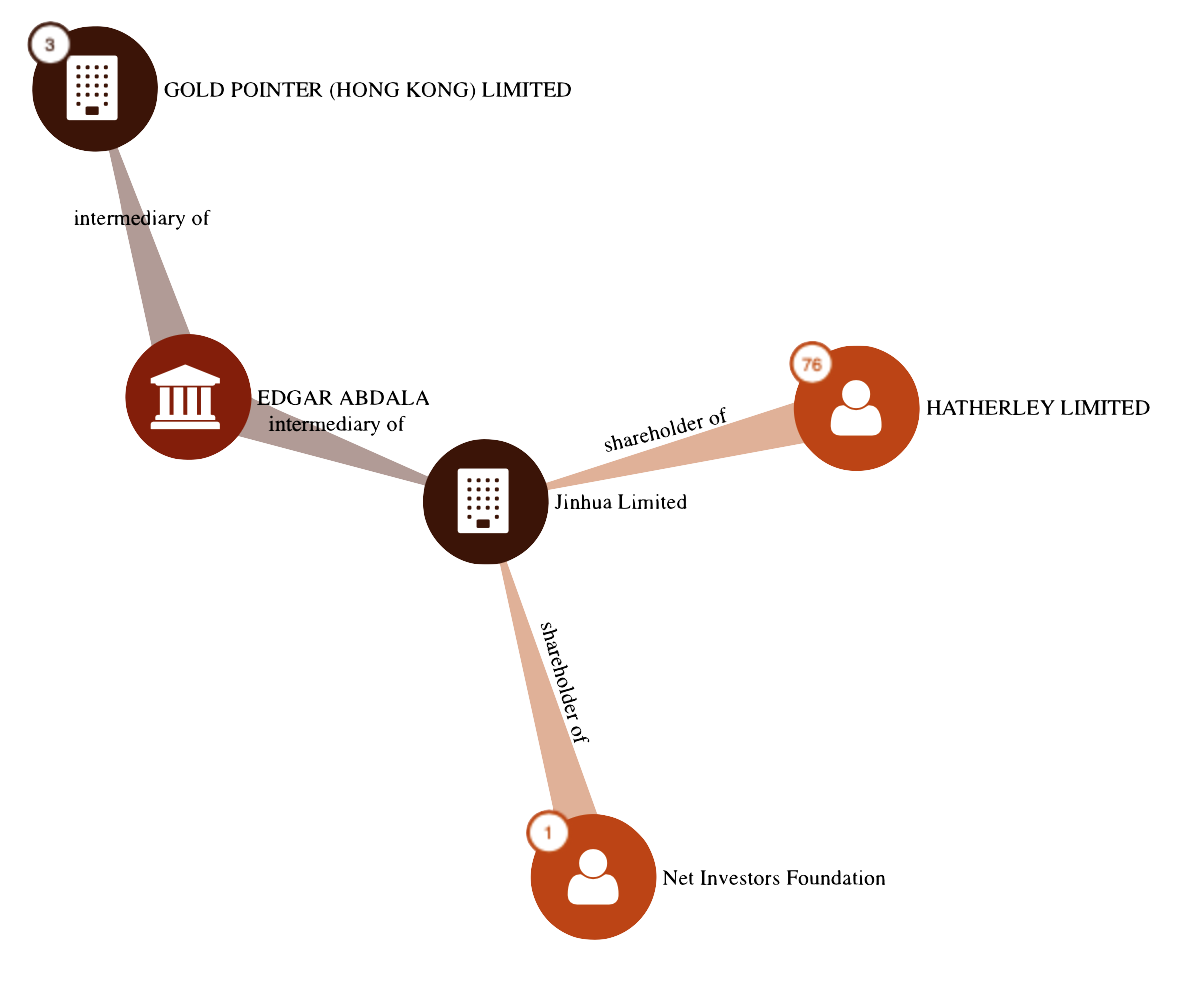 3
GOLD POINTER (HONG KONG) LIMITED
intermediary of
EDGAR ABDALA
intermediary of
76
HATHERLEY LIMITED
shareholder of
Jinhua Limited
shareholder of
1
Net Investors Foundation